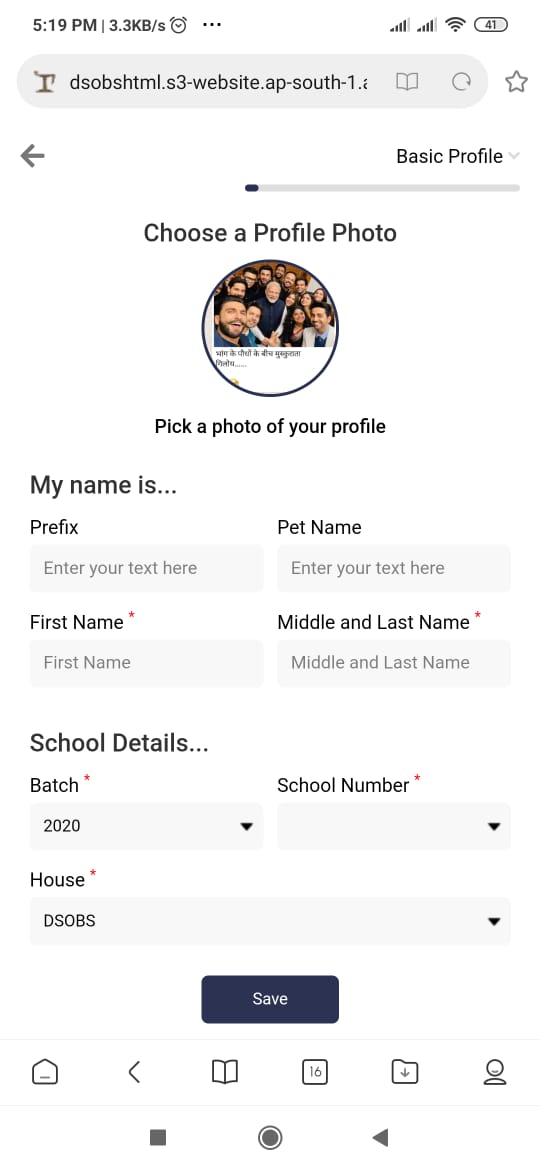 5:19 PM | 3.3KB/s ... 41
dsobshtml.s3-website.ap-south-1.a
Basic Profile
Choose a Profile Photo
भांग के पौधों के बीच मुस्कुराता
गिलोय......
Pick a photo of your profile
My name is...
Prefix Pet Name
Enter your text here Enter your text here
First Name * Middle and Last Name *
First Name Middle and Last Name
School Details...
Batch * School Number *
2020
House *
DSOBS
Save
16